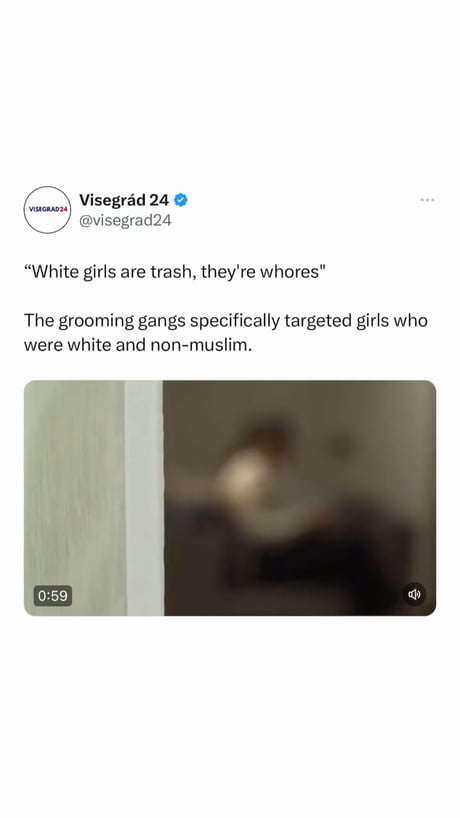 VISEGRAD24
Visegrád 24
@visegrad24
“White girls are trash, they're whores"
The grooming gangs specifically targeted girls who
were white and non-muslim.
0:59